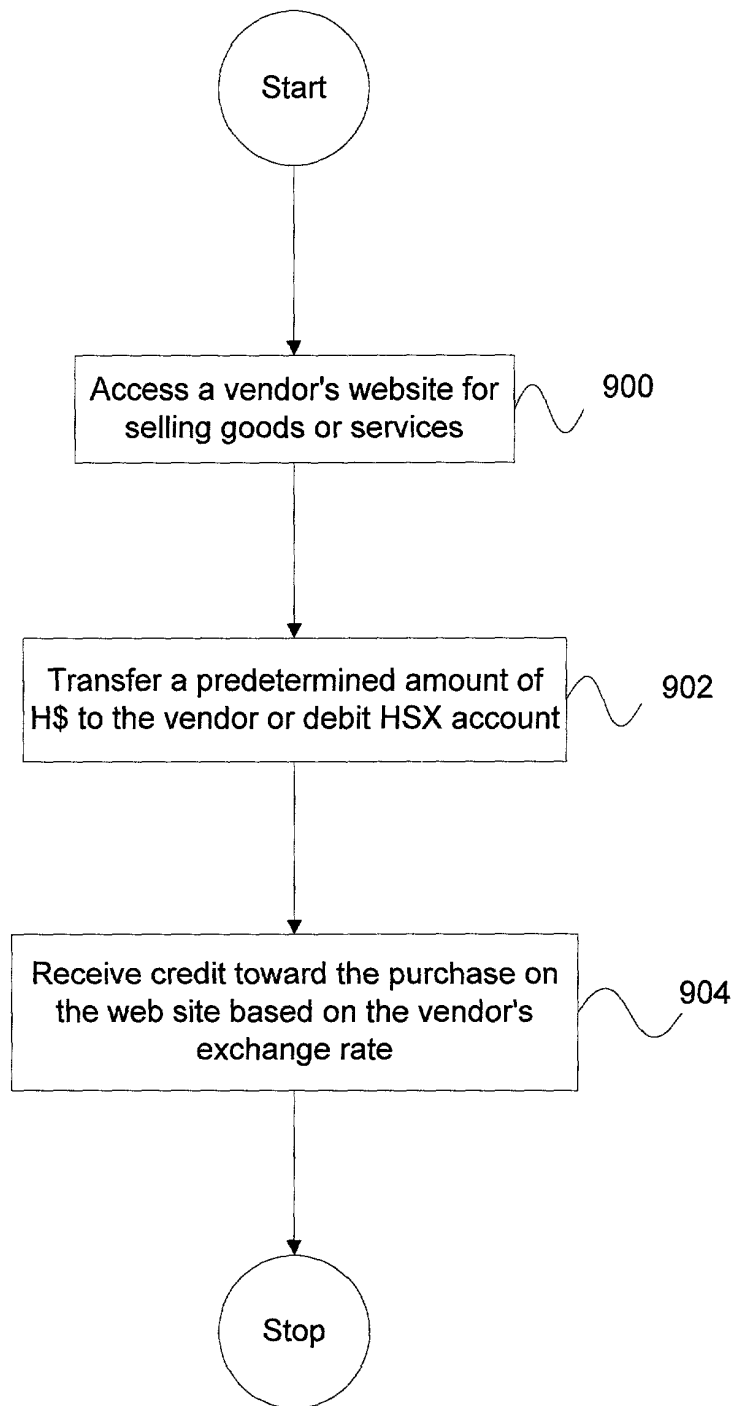 Start
Access a vendor's website for
selling goods or services
900
Transfer a predetermined amount of
H$ to the vendor or debit HSX account
902
Receive credit toward the purchase on
the web site based on the vendor's
exchange rate
904
Stop